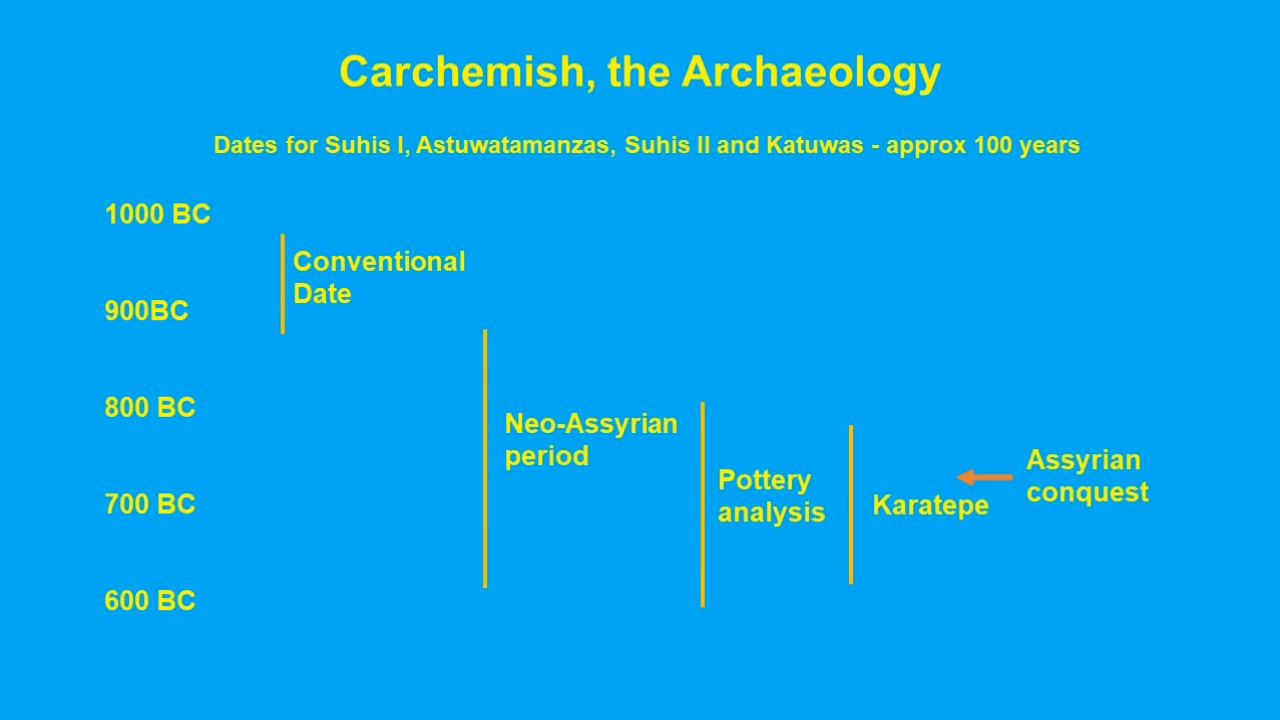 Carchemish, the Archaeology
Dates for Suhis I, Astuwatamanzas, Suhis II and Katuwas - approx 100 years
1000 BC
Conventional
Date
900BC
800 BC
Neo-Assyrian
period
Pottery
analysis
Assyrian
conquest
Karatepe
700 BC
600 BC